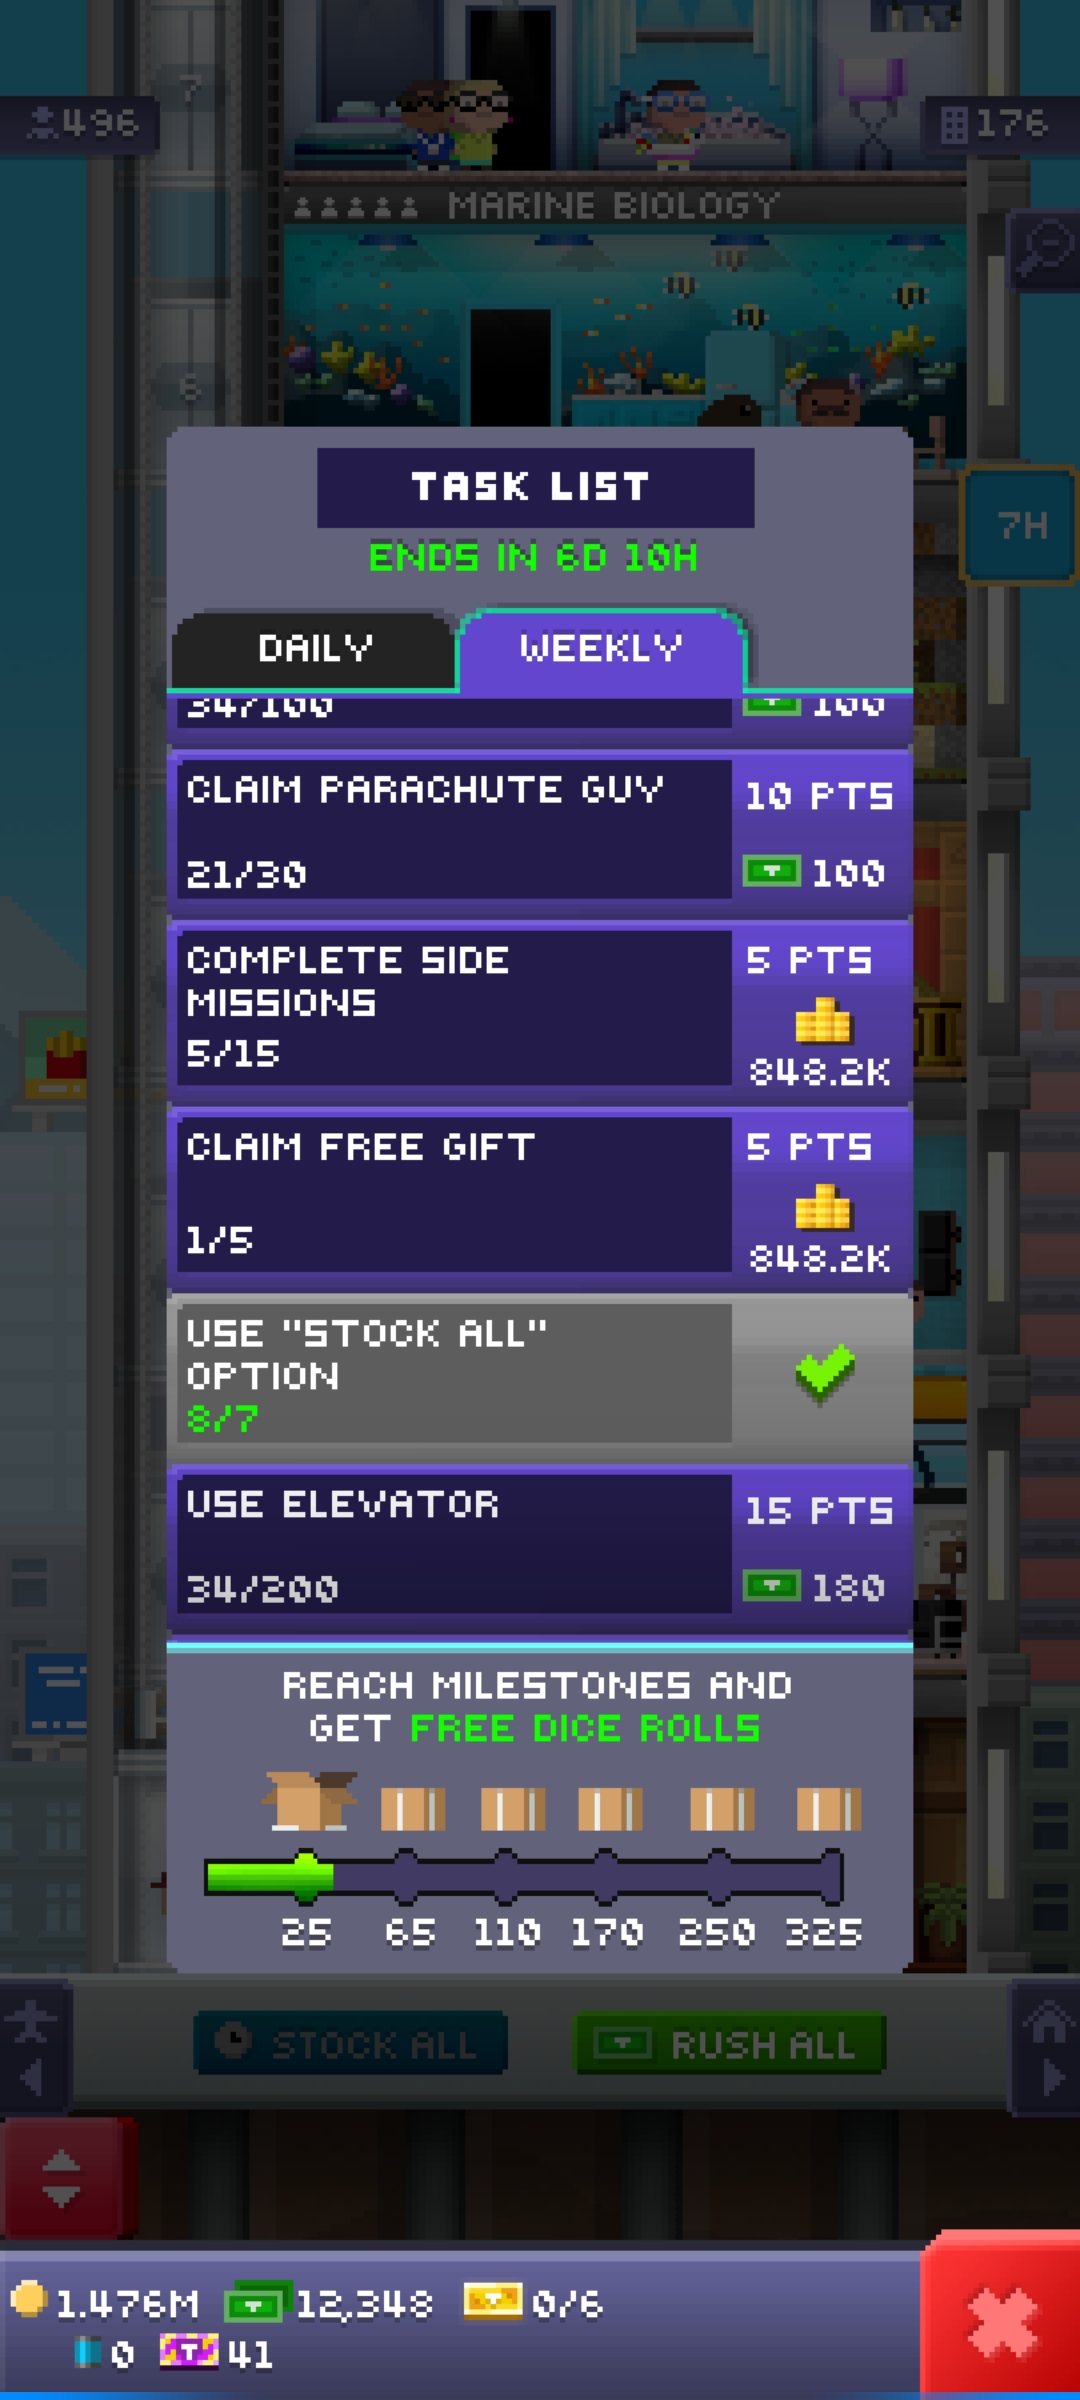 7
496
176
MARINE BIOLOGY
6
TASK LIST
7H
ENDS IN 6D 10H
DAILY
WEEKLY
34/100
100
CLAIM PARACHUTE GUY
10 PTS
21/30
100
COMPLETE SIDE
MISSIONS
5 PTS
5/15
848.2K
CLAIM FREE GIFT
5 PTS
1/5
848.2K
USE "STOCK ALL"
OPTION
8/7
USE ELEVATOR
15 PTS
34/200
180
REACH MILESTONES AND
GET FREE DICE ROLLS
25 65 110 170 250 325
STOCK ALL
RUSH ALL
1.476M 12,348 0/6
0 41